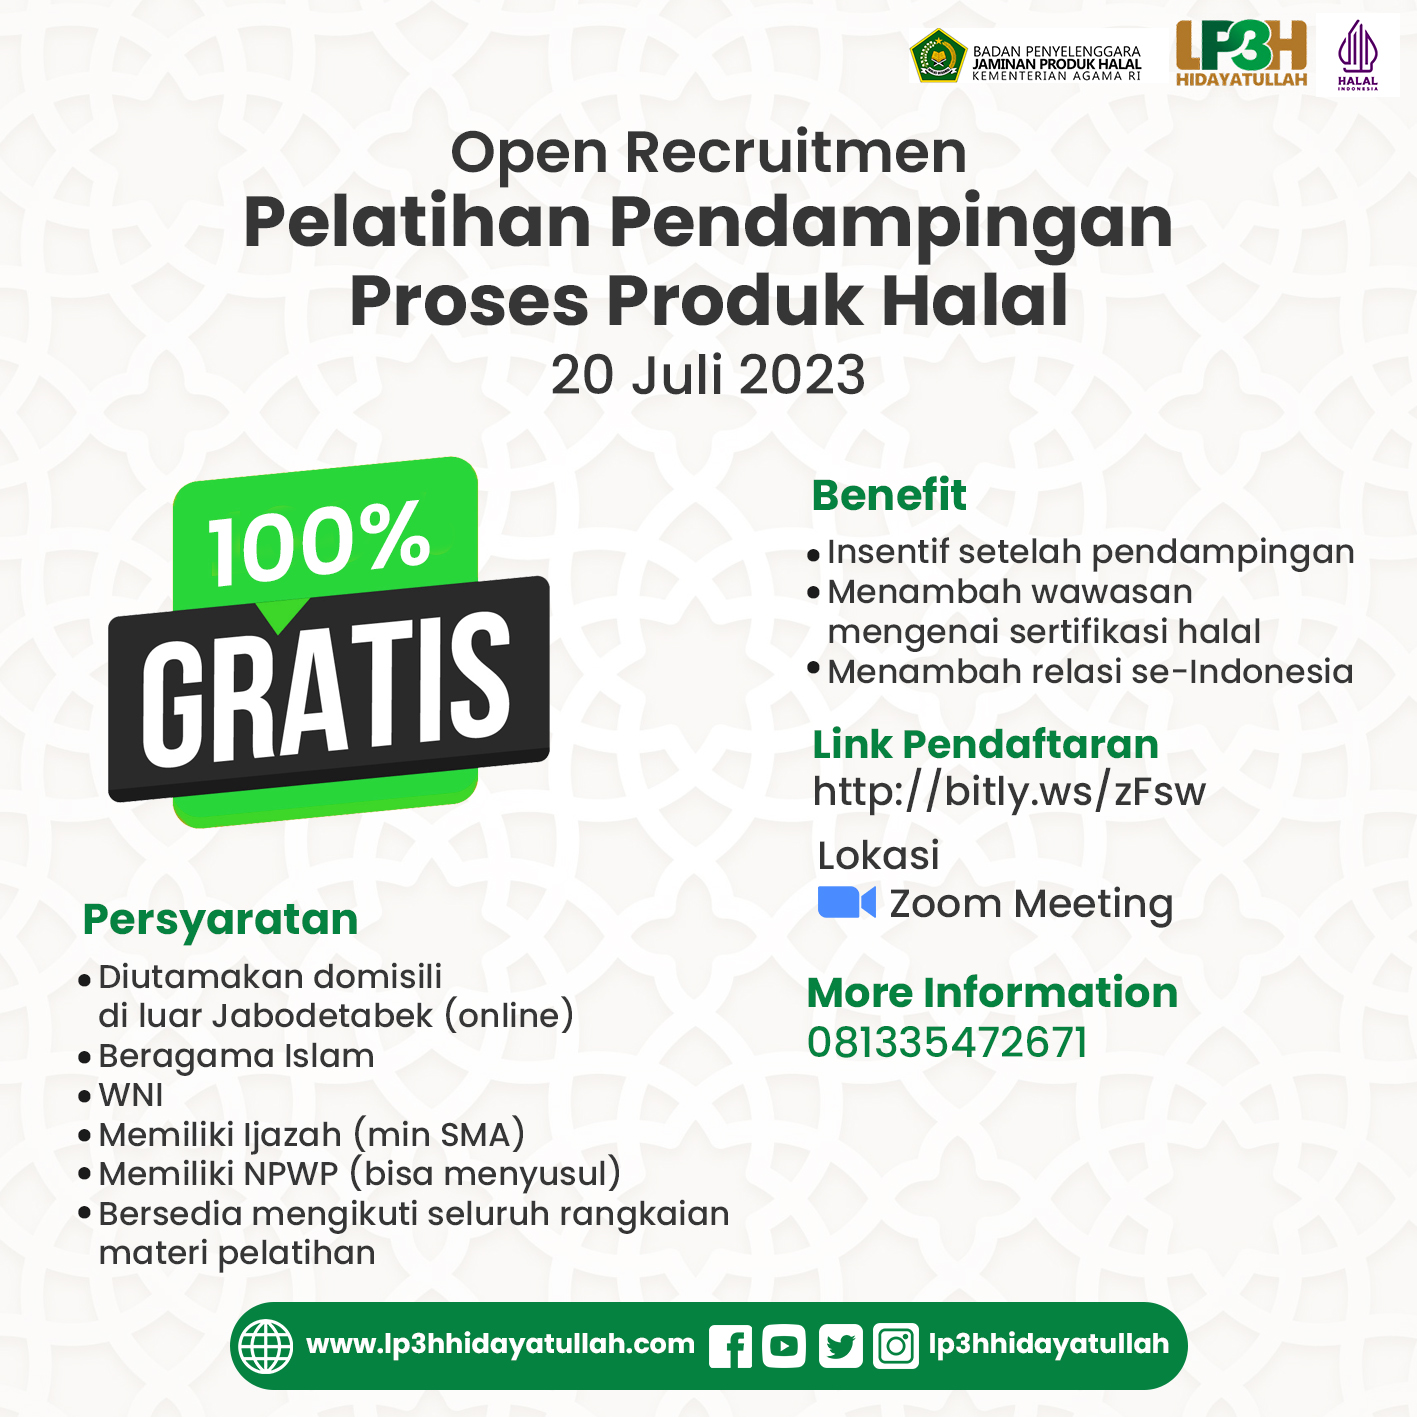 BADAN PENYELENGGARA
JAMINAN PRODUK HALAL
KEMENTERIAN AGAMA RI
LP3H
HIDAYATULLAH
HALAL
INDONESIA
Open Recruitmen
Pelatihan Pendampingan
Proses Produk Halal
20 Juli 2023
100%
GRATIS
Benefit
• Insentif setelah pendampingan
• Menambah wawasan
mengenai sertifikasi halal
• Menambah relasi se-Indonesia
Link Pendaftaran
http://bitly.ws/zFsw
Lokasi
Zoom Meeting
More Information
081335472671
Persyaratan
• Diutamakan domisili
di luar Jabodetabek (online)
• Beragama Islam
• WNI
• Memiliki Ijazah (min SMA)
• Memiliki NPWP (bisa menyusul)
• Bersedia mengikuti seluruh rangkaian
materi pelatihan
www.lp3hhidayatullah.com
lp3hhidayatullah